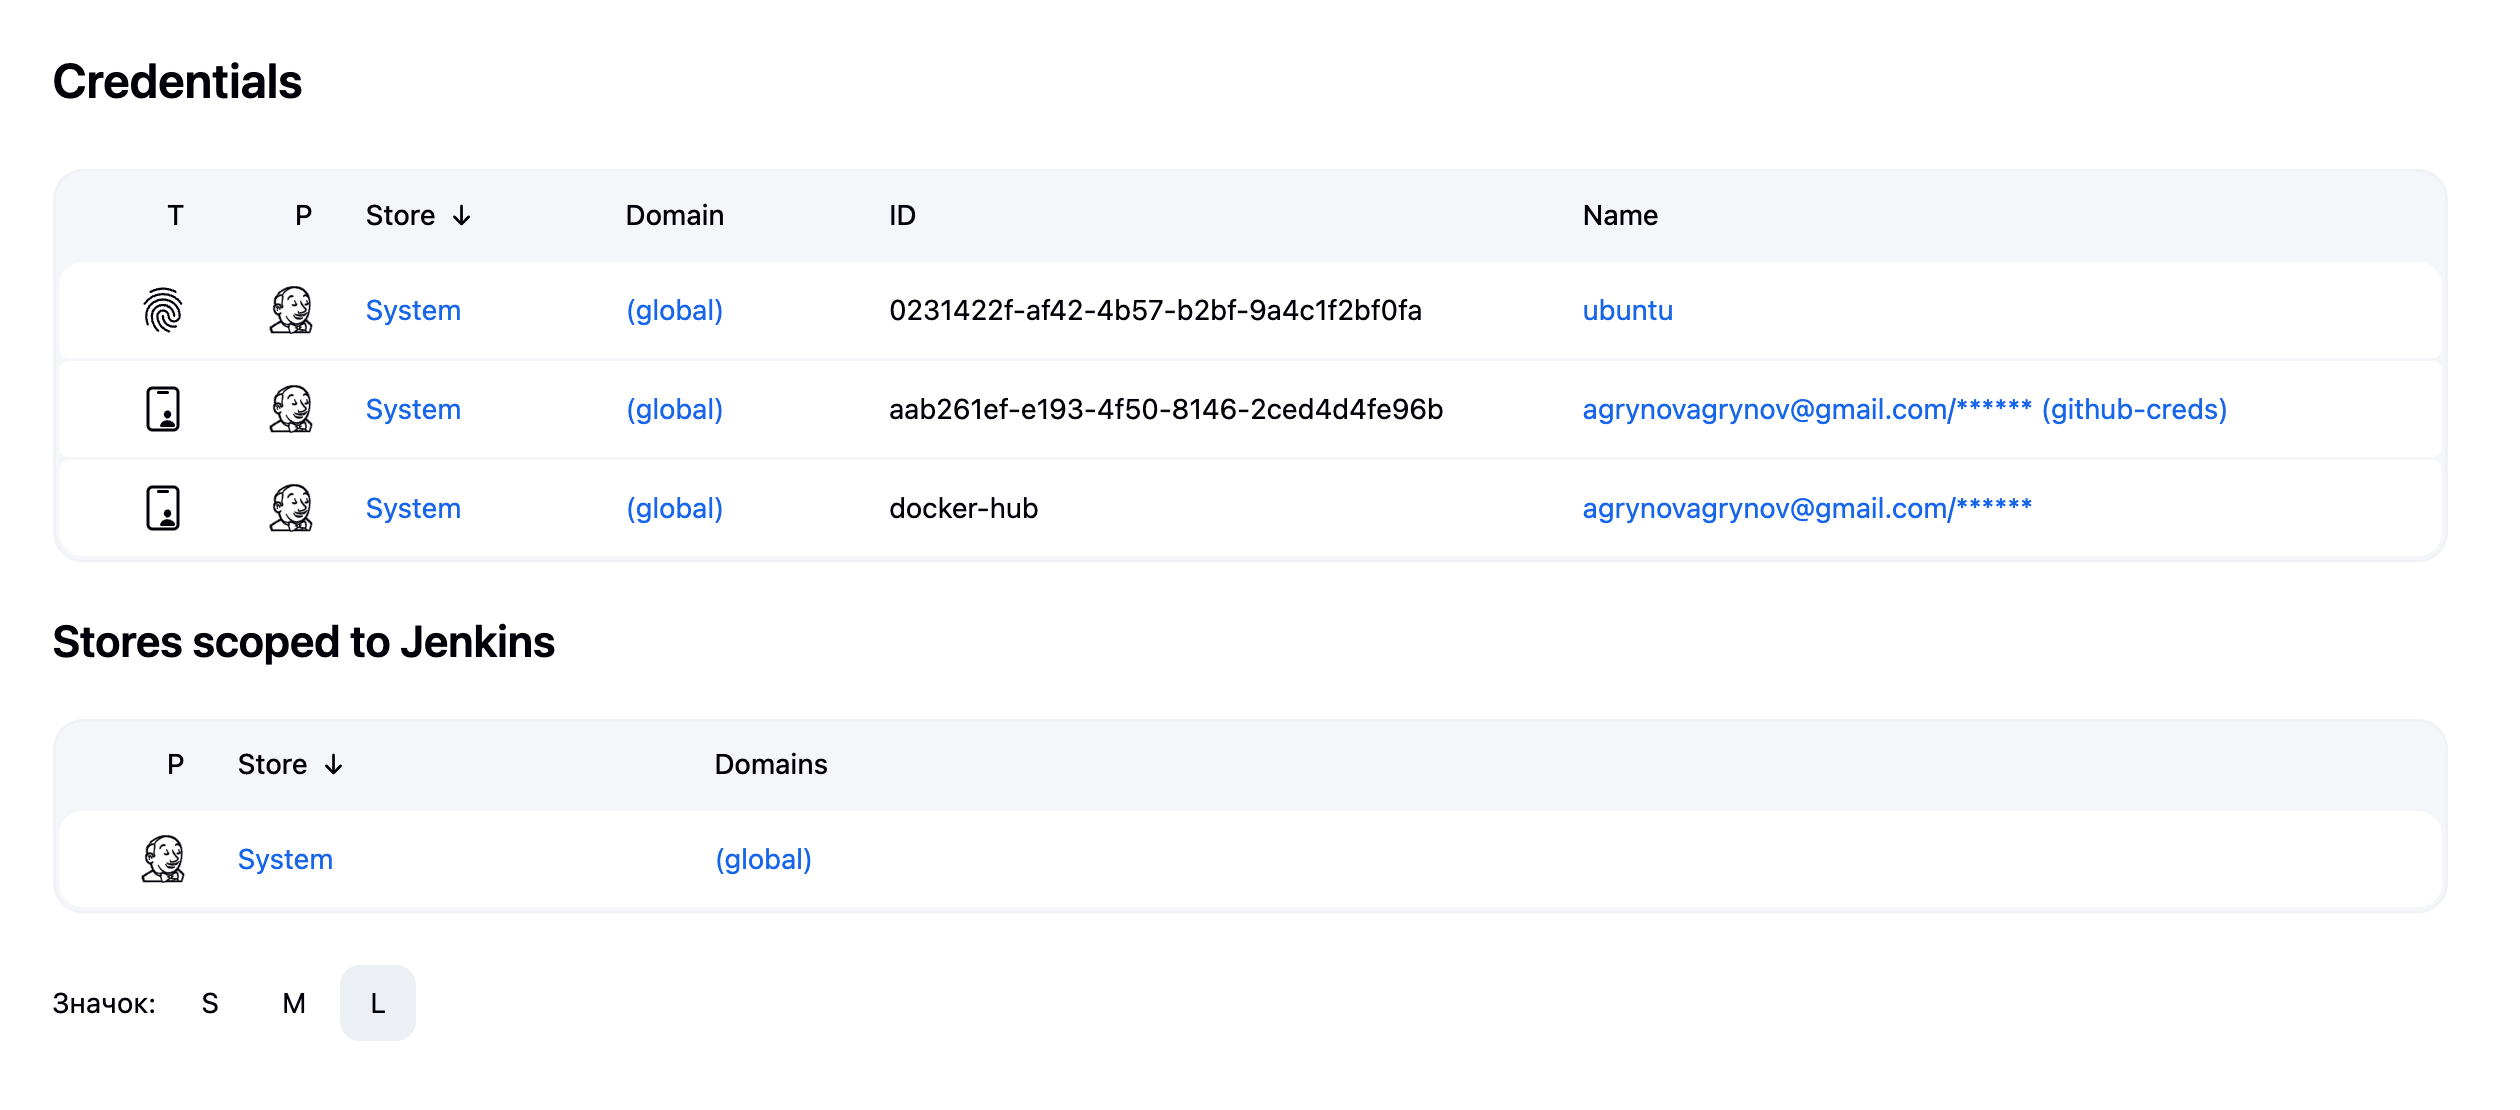 Credentials
T P Store ↓ Domain ID Name
System (global) 0231422f-af42-4b57-b2bf-9a4c1f2bf0fa ubuntu
System (global) aab261ef-e193-4f50-8146-2ced4d4fe96b agrynovagrynov@gmail.com/****** (github-creds)
System (global) docker-hub agrynovagrynov@gmail.com/******
Stores scoped to Jenkins
P Store ↓ Domains
System (global)
Значок: S M L